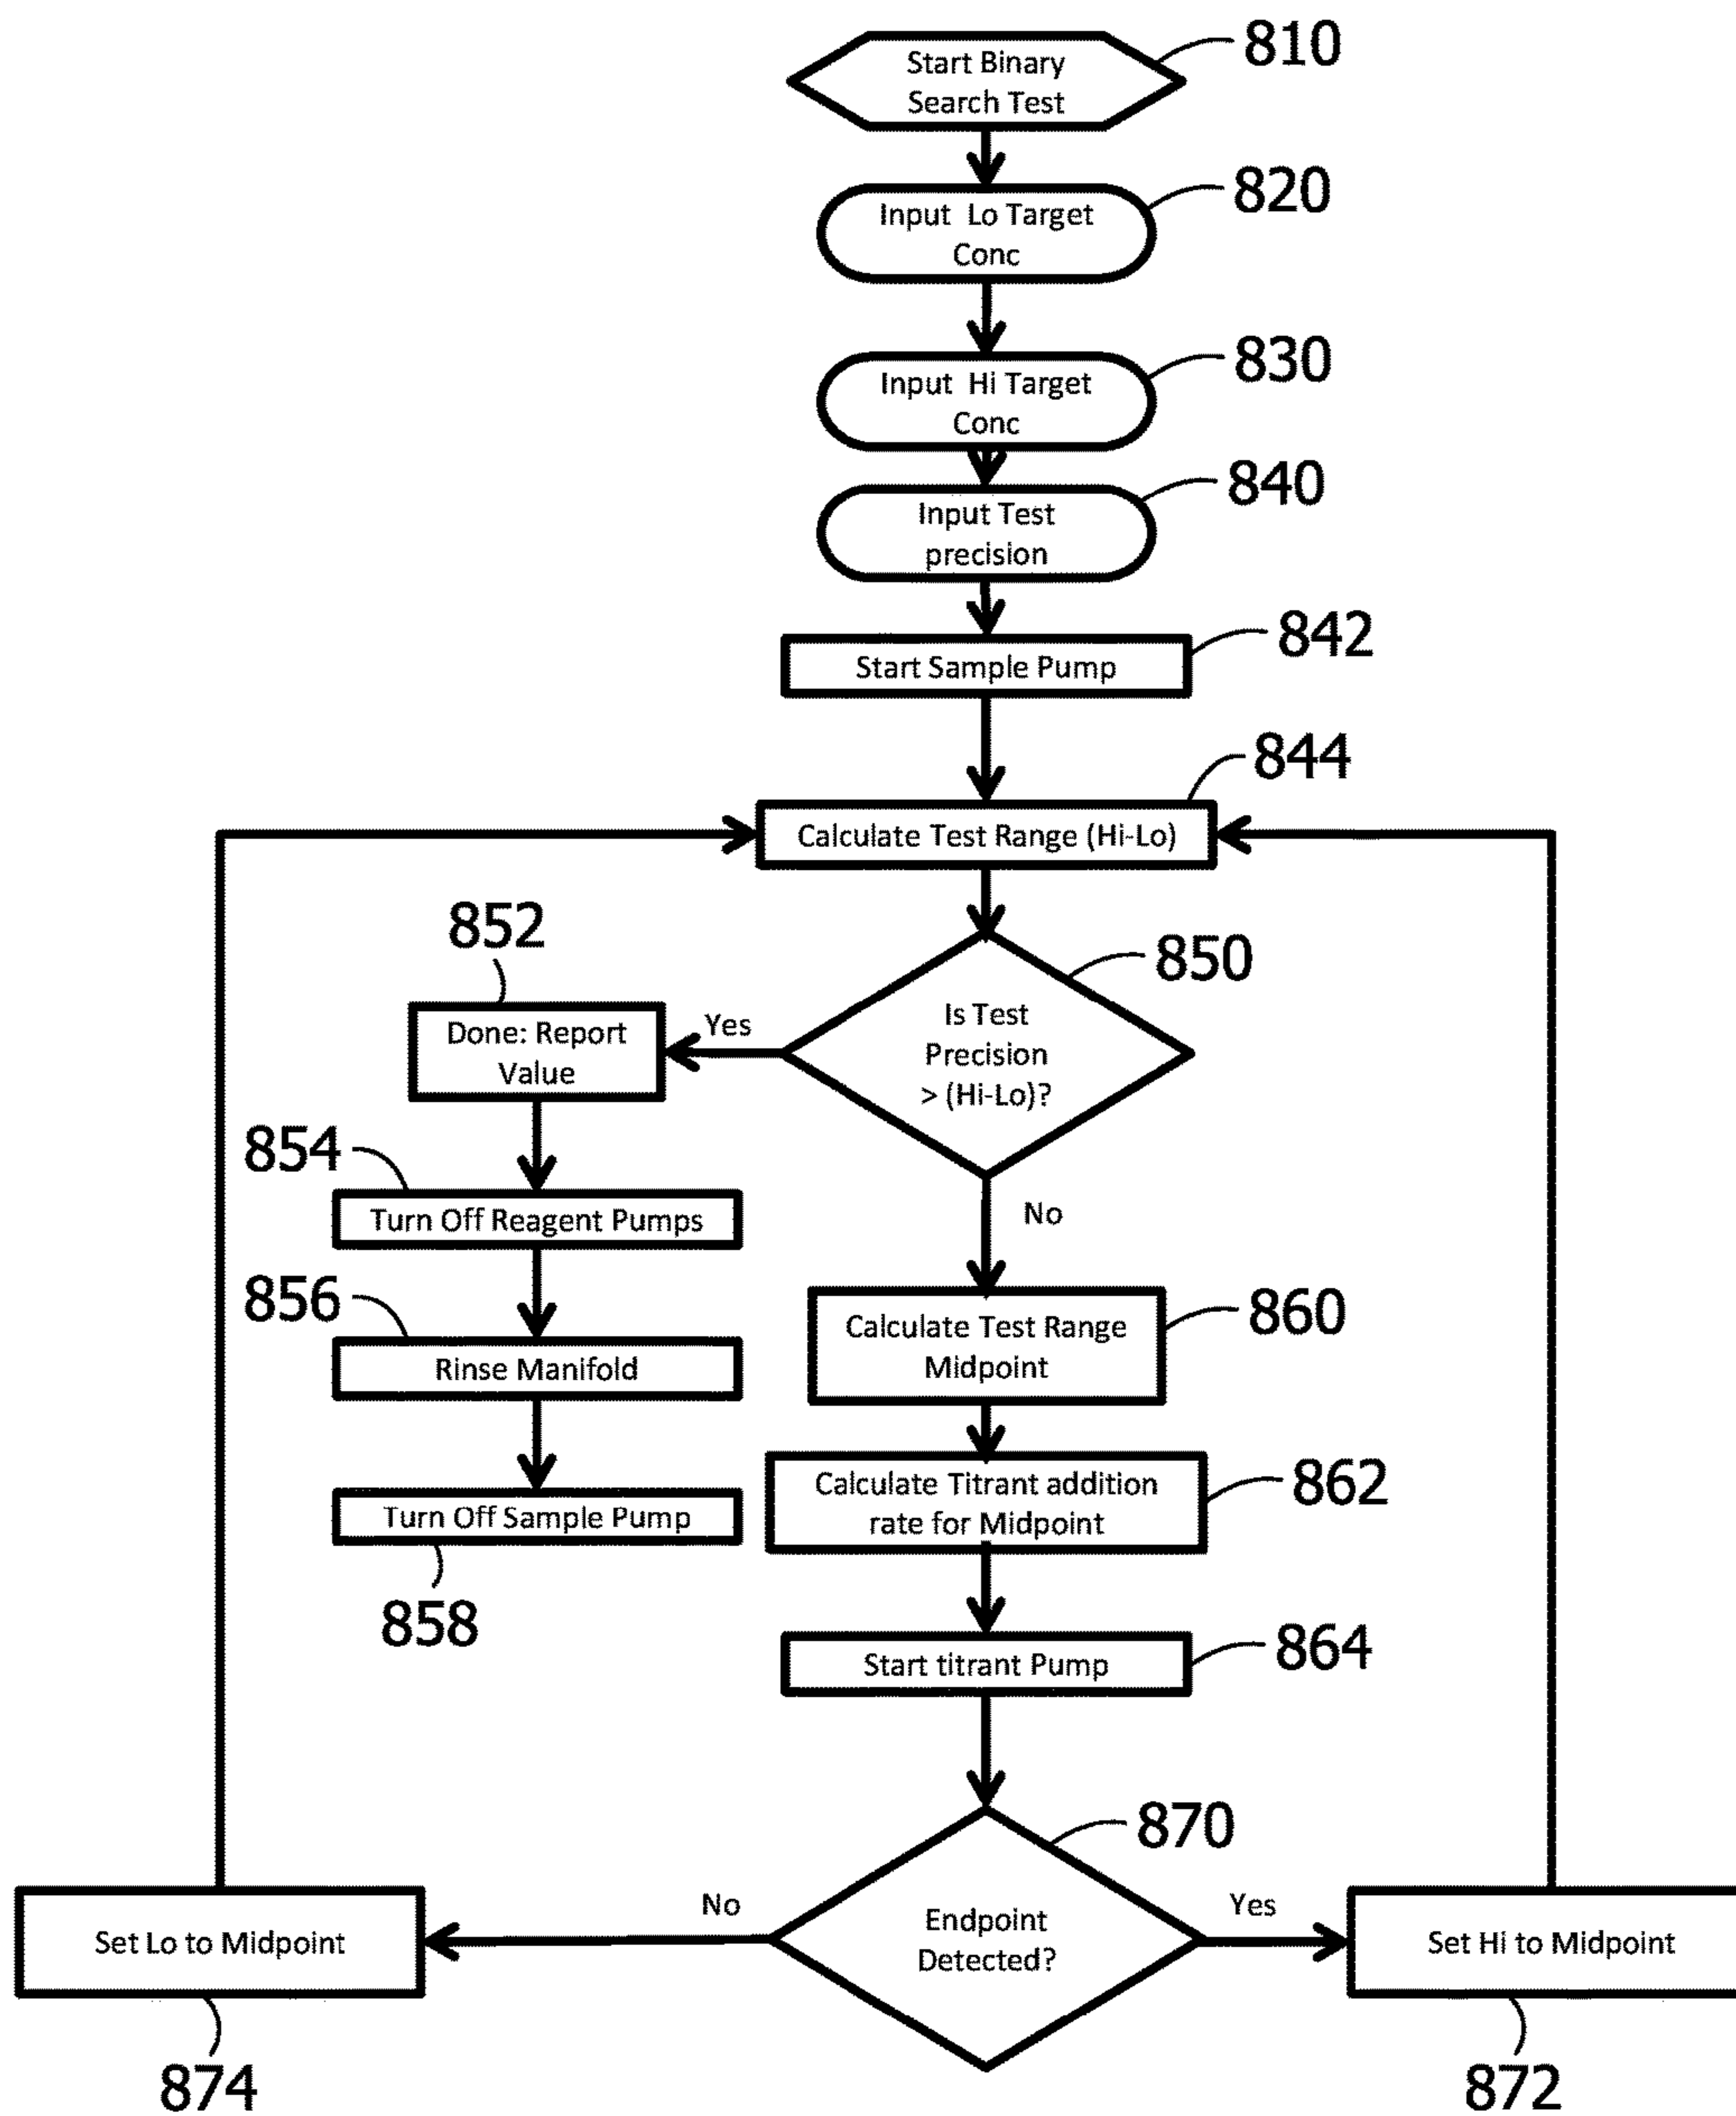 Start Binary
Search Test
810
Input Lo Target
Conc
820
Input Hi Target
Conc
830
Input Test
precision
840
Start Sample Pump
842
Calculate Test Range (Hi-Lo)
844
Is Test
Precision
> (Hi-Lo)?
850
Yes
Done: Report
Value
852
Turn Off Reagent Pumps
854
Rinse Manifold
856
Turn Off Sample Pump
858
No
Calculate Test Range
Midpoint
860
Calculate Titrant addition
rate for Midpoint
862
Start titrant Pump
864
Endpoint
Detected?
870
No
Set Lo to Midpoint
874
Yes
Set Hi to Midpoint
872